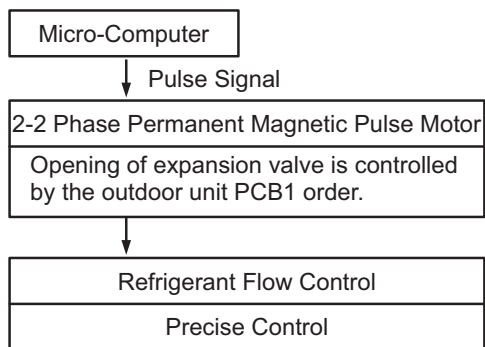 Micro-Computer
Pulse Signal
2-2 Phase Permanent Magnetic Pulse Motor
Opening of expansion valve is controlled
by the outdoor unit PCB1 order.
Refrigerant Flow Control
Precise Control